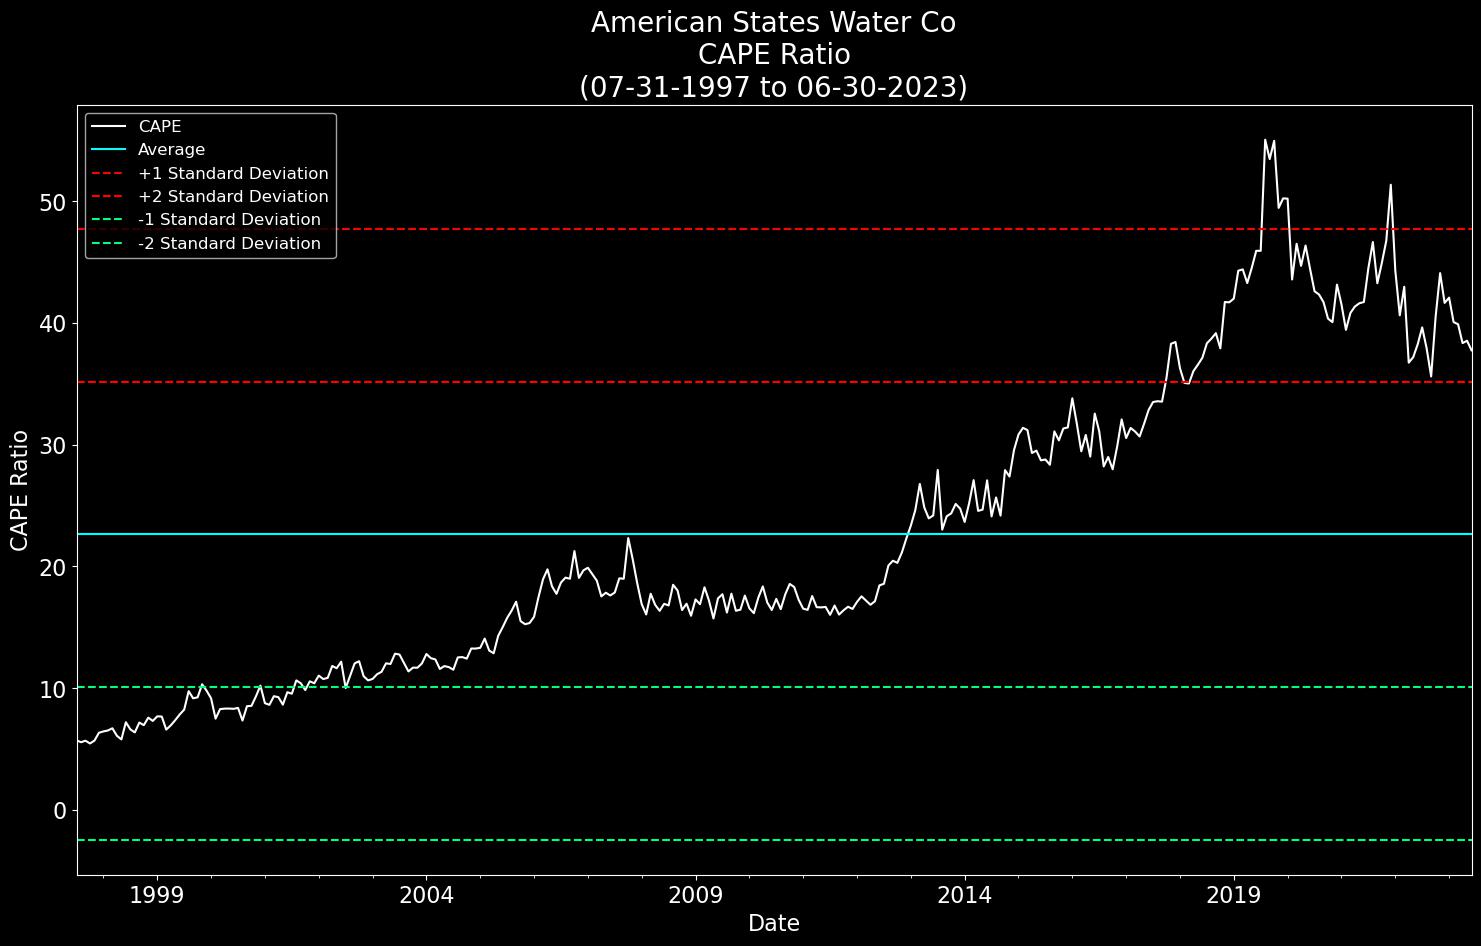 American States Water Co
CAPE Ratio
(07-31-1997 to 06-30-2023)
CAPE
Average
+1 Standard Deviation
+2 Standard Deviation
-1 Standard Deviation
-2 Standard Deviation
CAPE Ratio
50
40
30
20
10
0
1999
2004
2009
2014
2019
Date